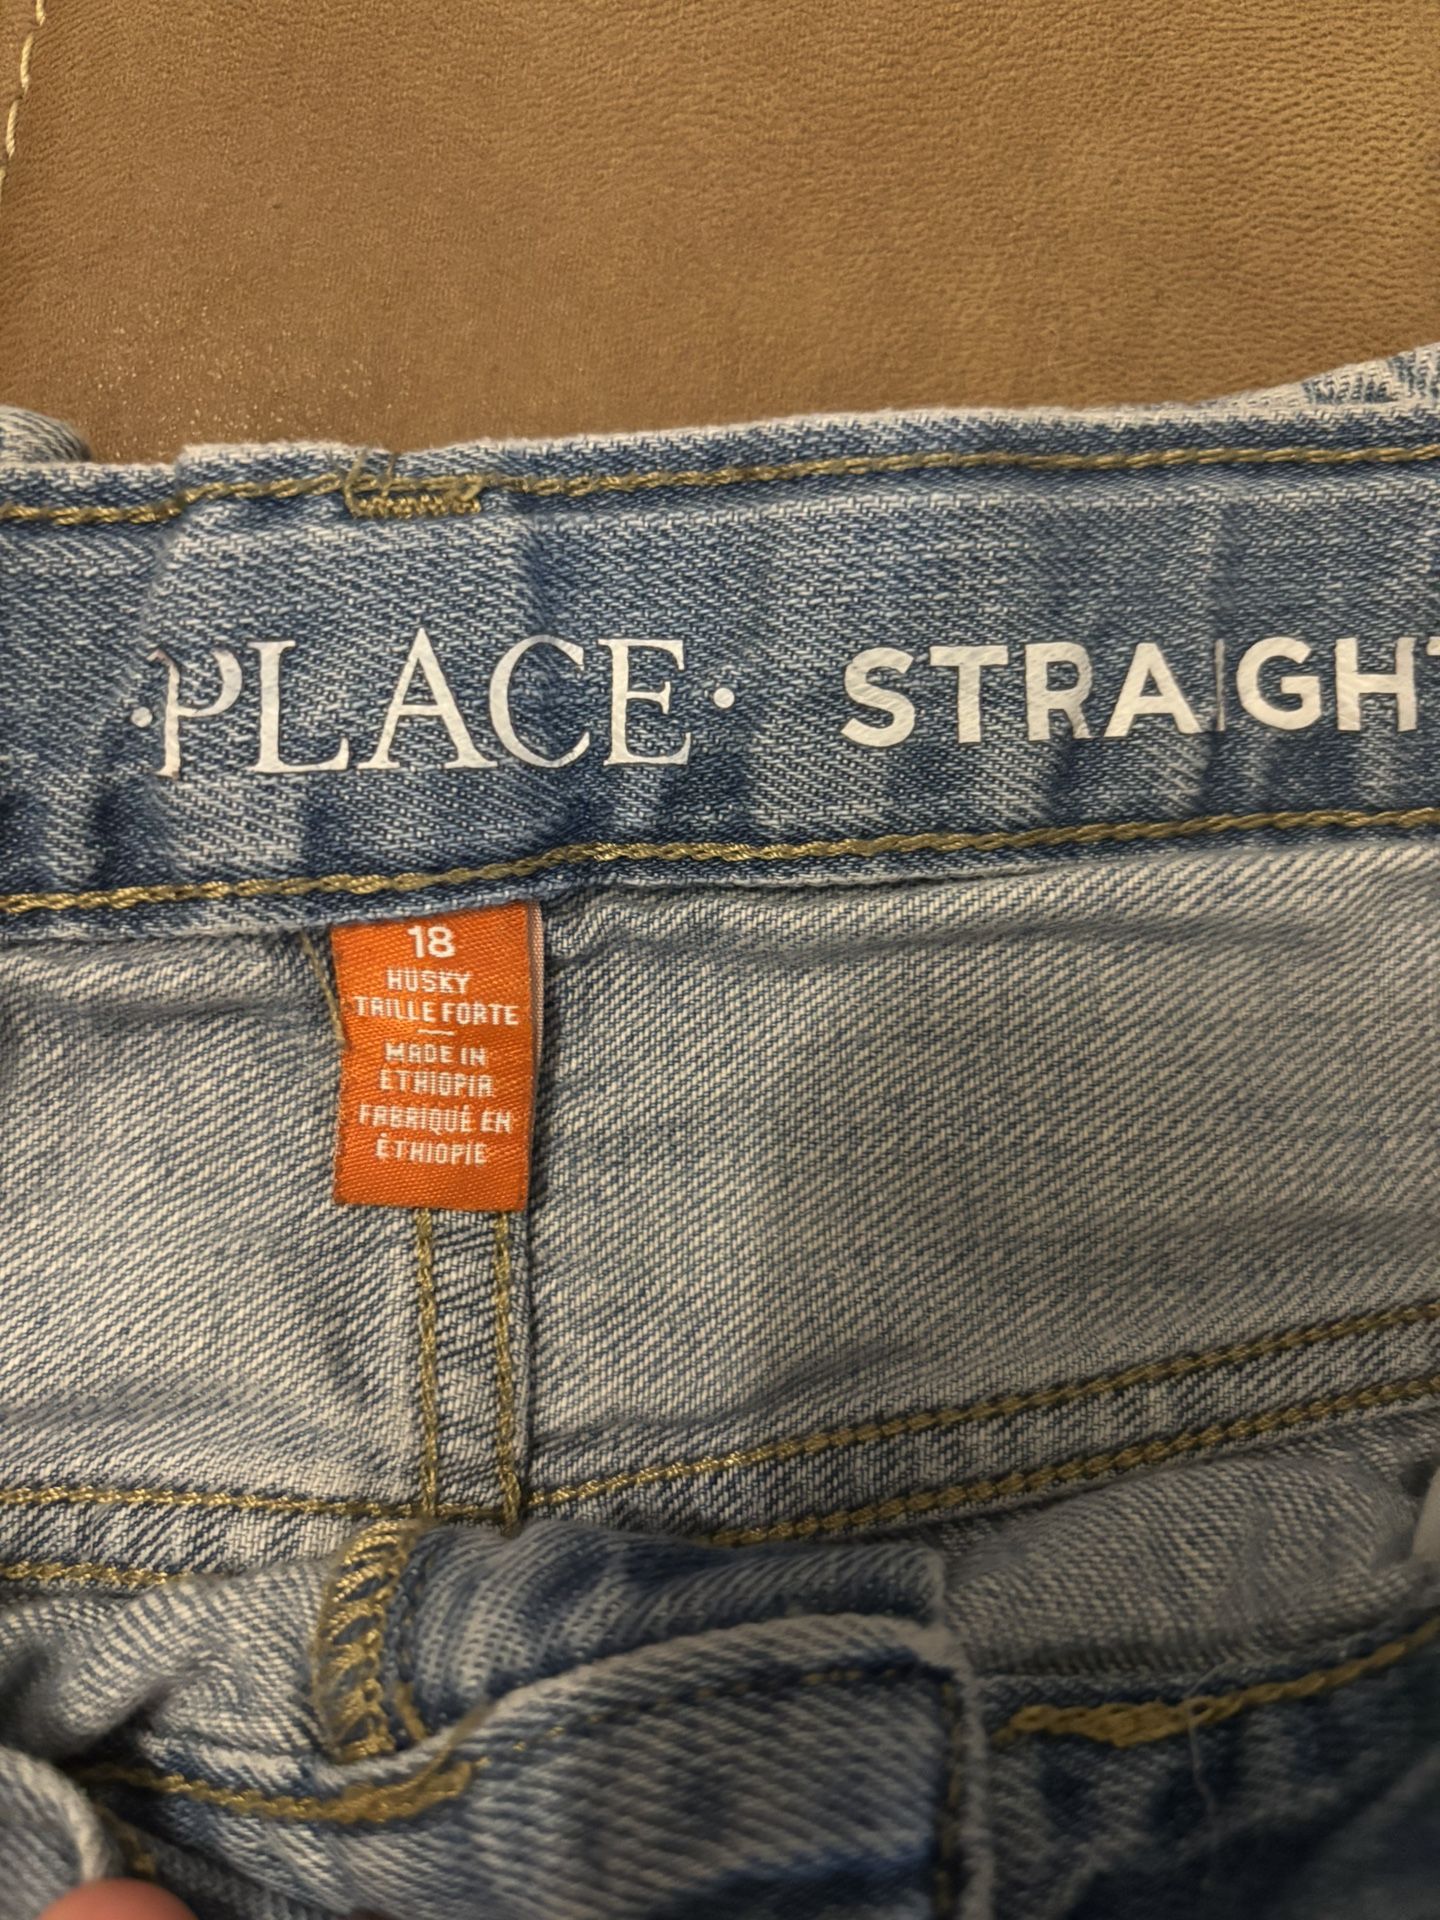 ·PLACE· STRAIGHT
18
HUSKY
TAILLE FORTE
MADE IN
ETHIOPIA
FABRIQUÉ EN
ÉTHIOPIE